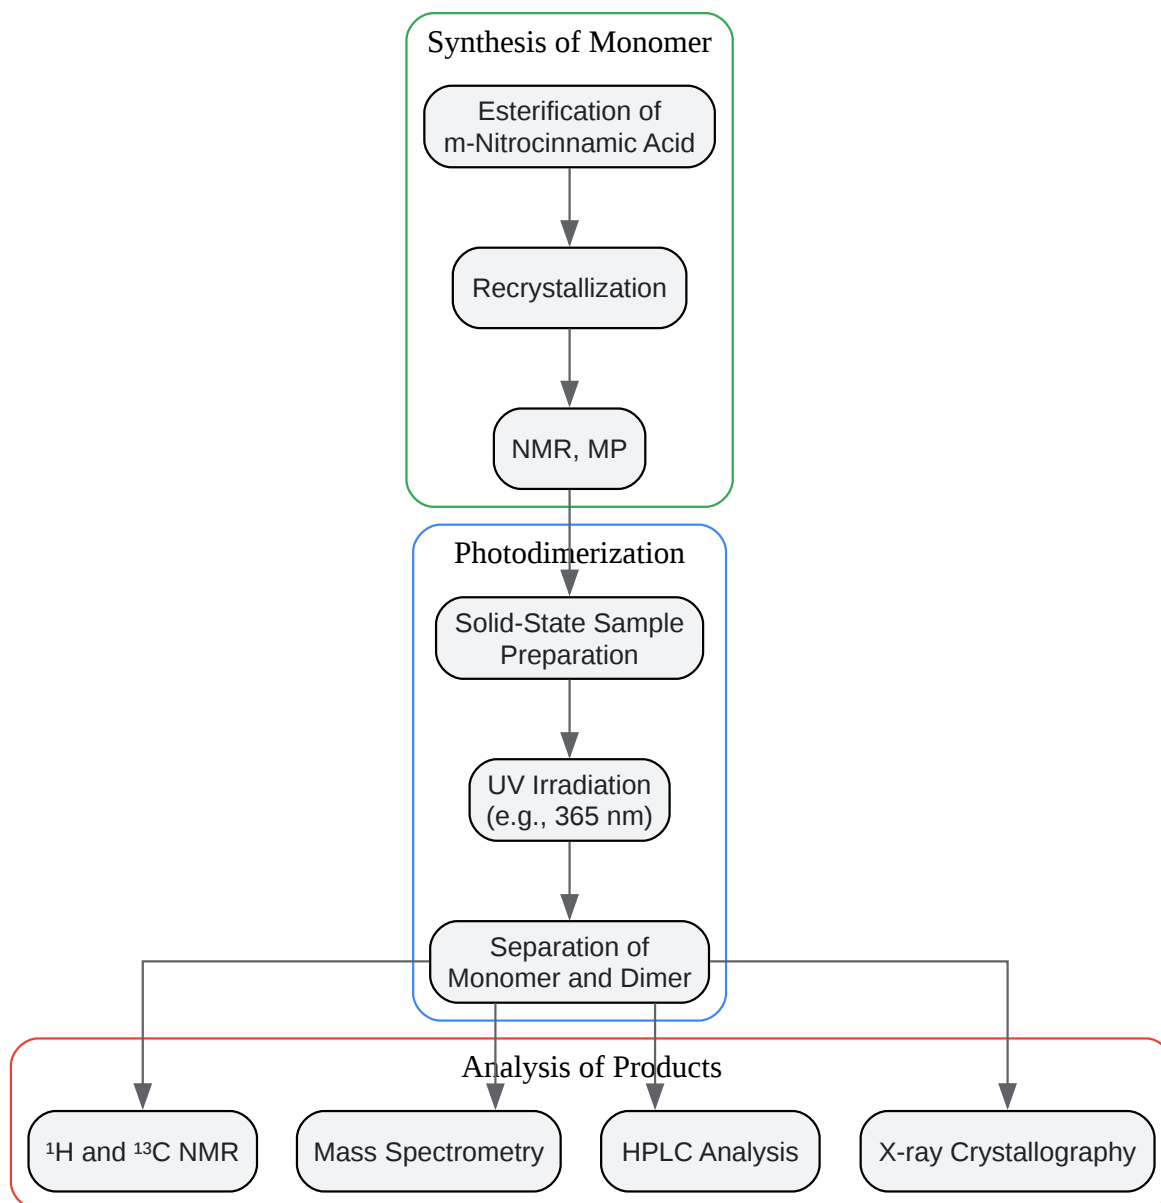 Synthesis of Monomer
Esterification of
m-Nitrocinnamic Acid
Recrystallization
NMR, MP
Photodimerization
Solid-State Sample
Preparation
UV Irradiation
(e.g., 365 nm)
Separation of
Monomer and Dimer
Analysis of Products
¹H and ¹³C NMR
Mass Spectrometry
HPLC Analysis
X-ray Crystallography